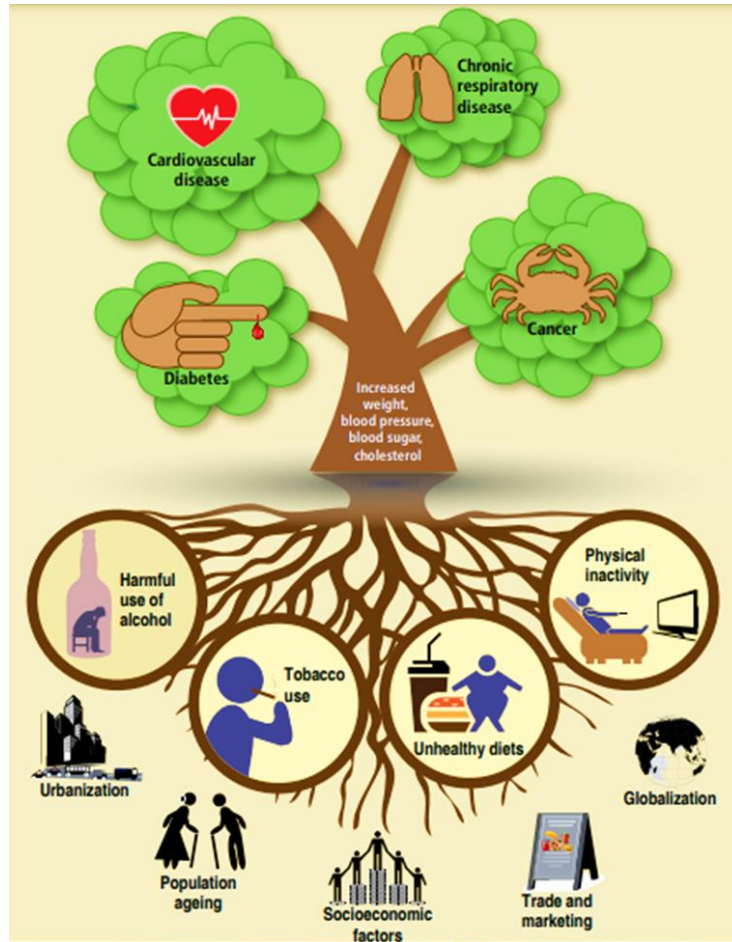 Cardiovascular
disease
Chronic
respiratory
disease
Diabetes
Cancer
Increased
weight,
blood pressure,
blood sugar,
cholesterol
Harmful
use of
alcohol
Tobacco
use
Unhealthy diets
Physical
inactivity
Urbanization
Population
ageing
Socioeconomic
factors
Trade and
marketing
Globalization